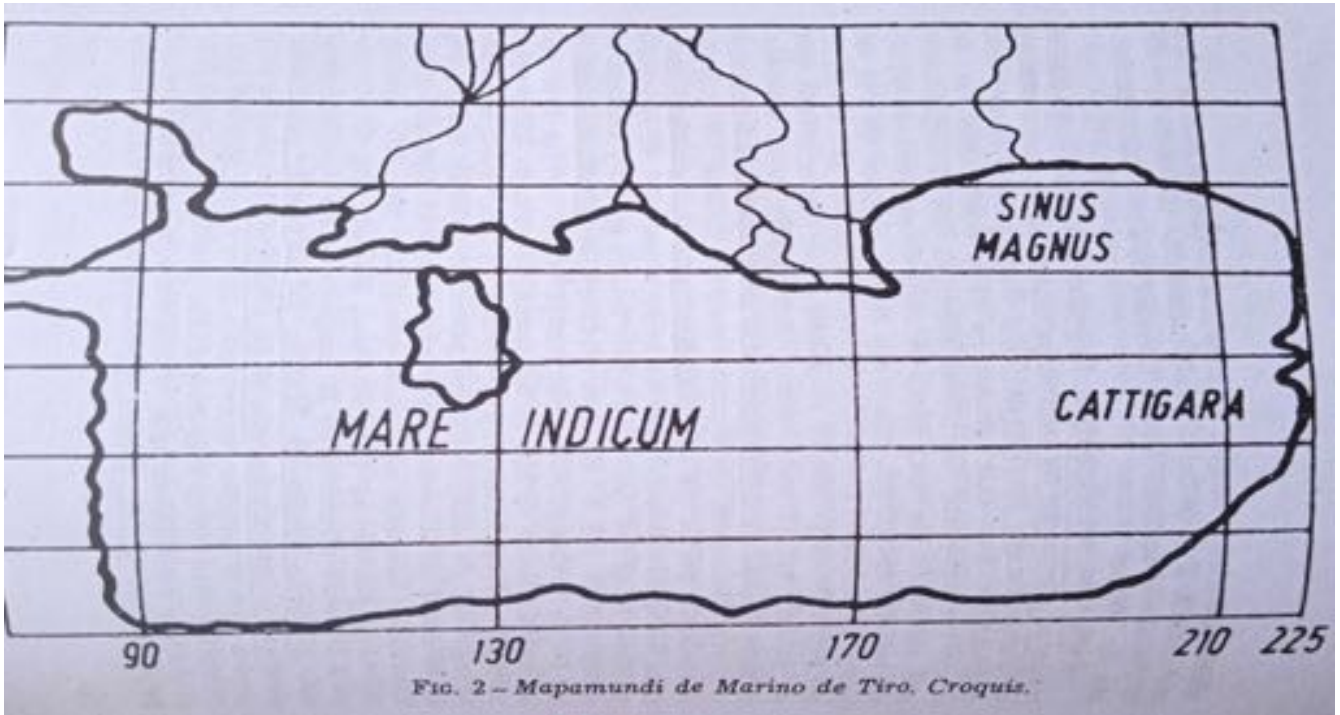 SINUS
MAGNUS
CATTIGARA
MARE INDICUM
90 130 170 210 225
FIG. 2 – Mapamundi de Marino de Tiro. Croquis.